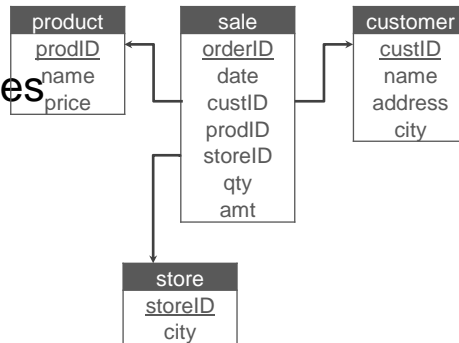 product
prodID
name
price
es
sale
orderID
date
custID
prodID
storeID
qty
amt
customer
custID
name
address
city
store
storeID
city